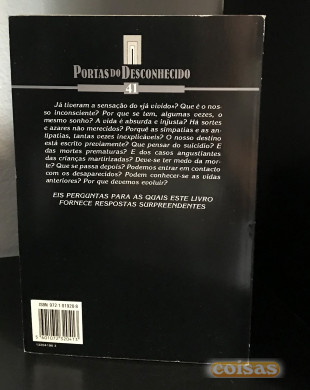 PORTAS DO DESCONHECIDO
41
Já tiveram a sensação do «já vivido»? Que é o nos-
so inconsciente? Por que se tem, algumas vezes, o
mesmo sonho? A vida é absurda e injusta? Há sortes
e azares não merecidos? Porquê as simpatias e as an-
tipatias, tantas vezes inexplicáveis? O nosso destino
está escrito previamente? Que pensar do suicídio? E
das mortes prematuras? E dos casos angustiantes
das crianças martirizadas? Deve-se ter medo da mor-
te? Que se passa depois? Podemos entrar em contacto
com os desaparecidos? Podem conhecer-se as vidas
anteriores? Por que devemos evoluir?
EIS PERGUNTAS PARA AS QUAIS ESTE LIVRO
FORNECE RESPOSTAS SURPREENDENTES
coisas